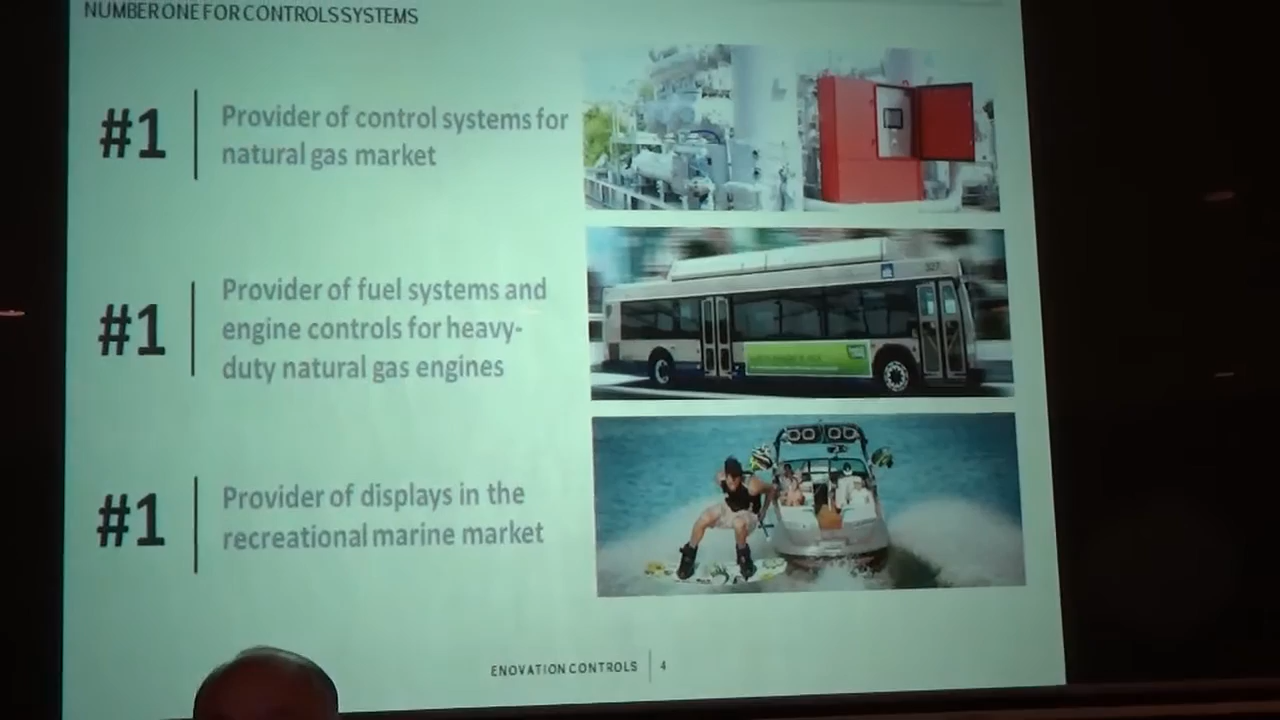 NUMBER ONE FOR CONTROLS SYSTEMS
#1
Provider of control systems for
natural gas market
#1
Provider of fuel systems and
engine controls for heavy-
duty natural gas engines
#1
Provider of displays in the
recreational marine market
ENOVATION CONTROLS
4